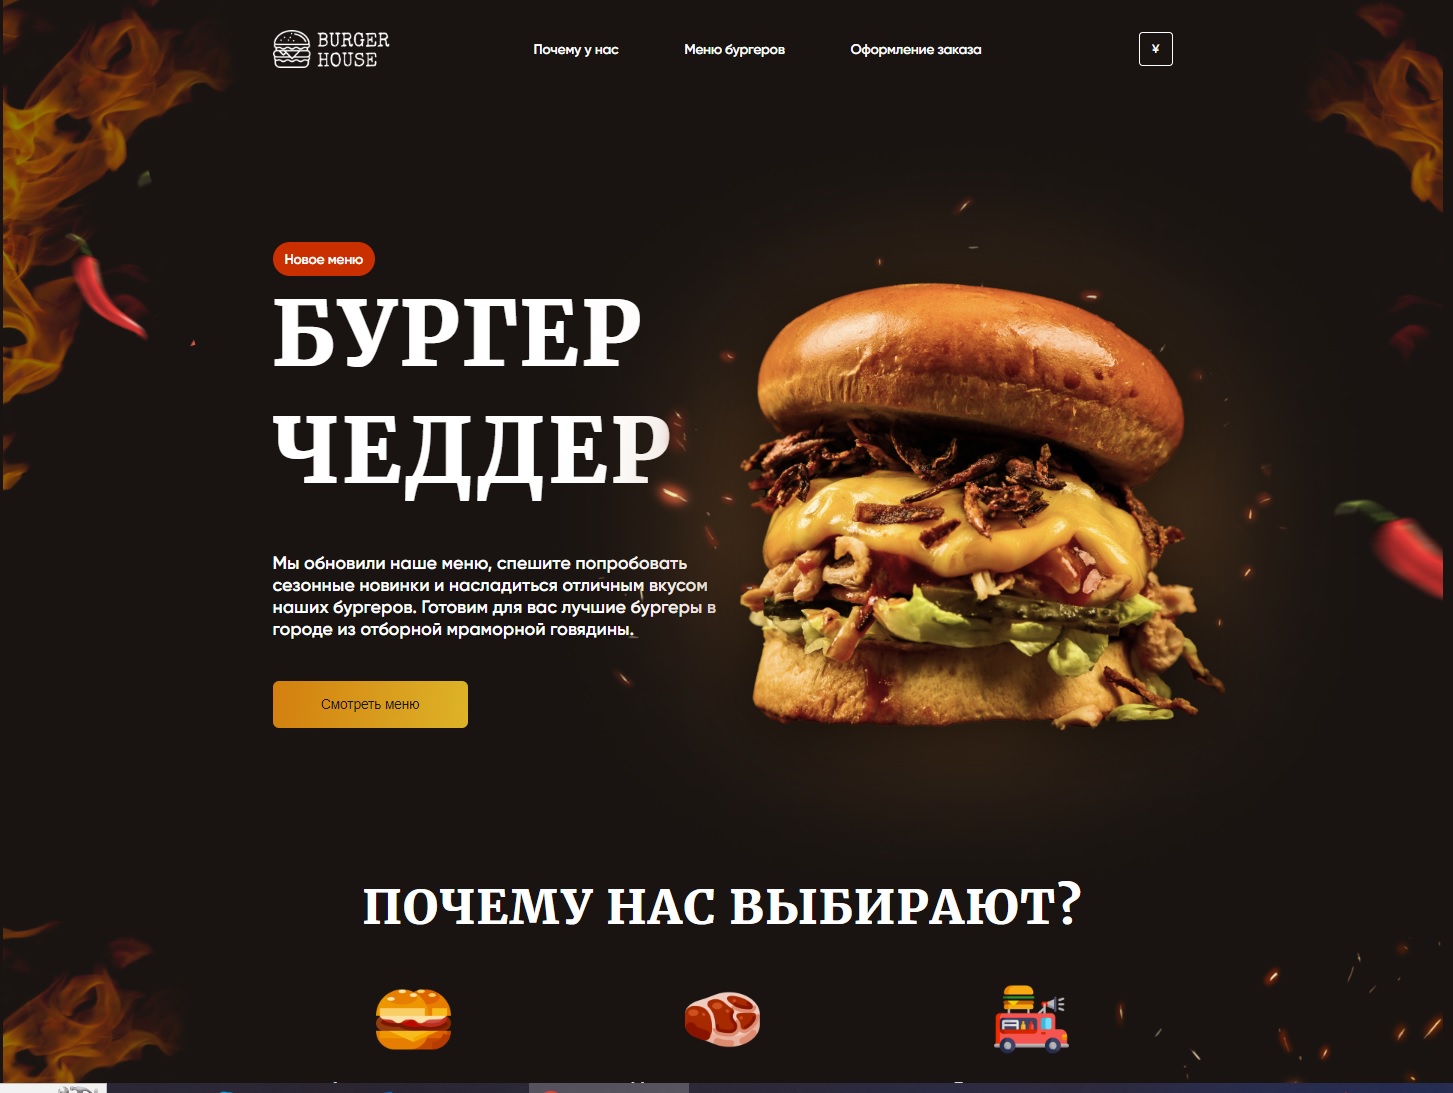 BURGER
HOUSE
Почему у нас
Меню бургеров
Оформление заказа
¥
Новое меню
БУРГЕР
ЧЕДДЕР
Мы обновили наше меню, спешите попробовать
сезонные новинки и насладиться отличным вкусом
наших бургеров. Готовим для вас лучшие бургеры в
городе из отборной мраморной говядины.
Смотреть меню
ПОЧЕМУ НАС ВЫБИРАЮТ?